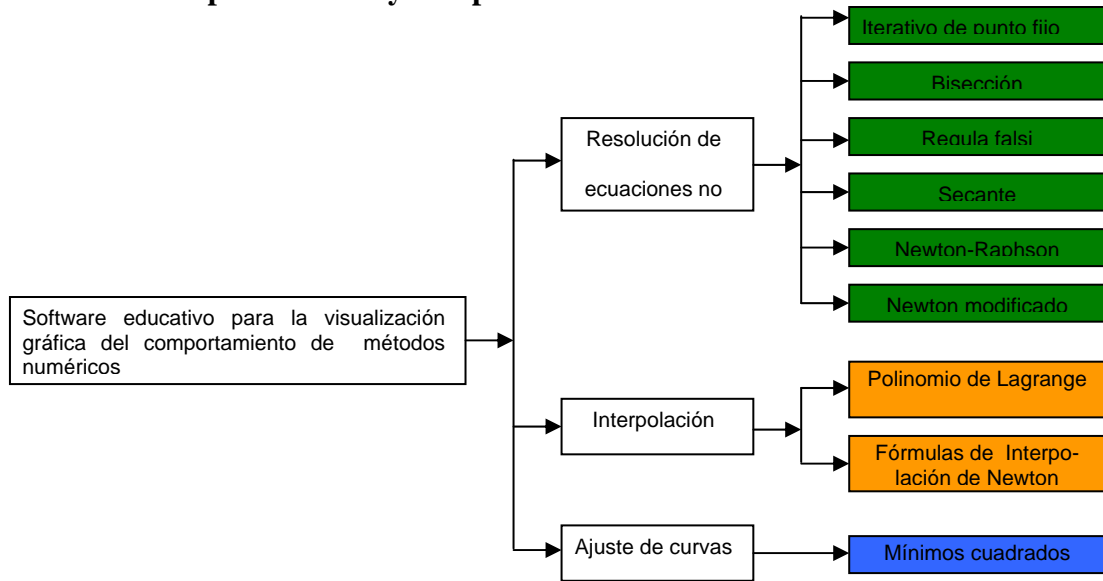 Iterativo de punto fijo
Bisección
Regula falsi
Resolución de
ecuaciones no
Secante
Newton-Raphson
Newton modificado
Software educativo para la visualización
gráfica del comportamiento de métodos
numéricos
Polinomio de Lagrange
Interpolación
Fórmulas de Interpo-
lación de Newton
Ajuste de curvas
Mínimos cuadrados